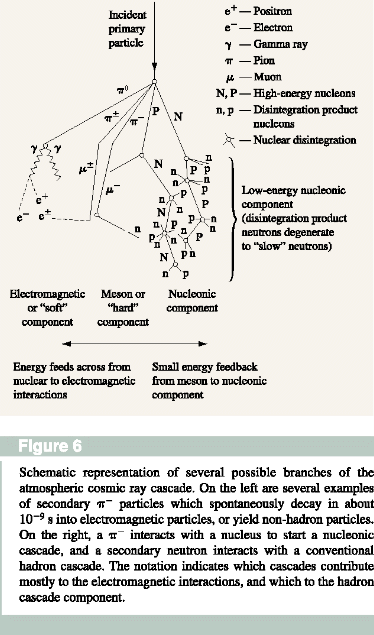 Incident
primary
particle
e⁺ — Positron
e⁻ — Electron
γ — Gamma ray
π — Pion
μ — Muon
N, P — High-energy nucleons
n, p — Disintegration product
nucleons
— Nuclear disintegration
π⁰
π±
π⁻
P
N
γ
γ
μ±
μ⁻
e⁺
e⁻
e±
N
n
n
p
n
p
n
p
P
N
P
n
n
p
p
n
n
n
p
n
N
n
p
Low-energy nucleonic
component
(disintegration product
neutrons degenerate
to “slow” neutrons)
Electromagnetic
or “soft”
component
Meson or
“hard”
component
Nucleonic
component
Energy feeds across from
nuclear to electromagnetic
interactions
Small energy feedback
from meson to nucleonic
component
Figure 6
Schematic representation of several possible branches of the
atmospheric cosmic ray cascade. On the left are several examples
of secondary π⁻ particles which spontaneously decay in about
10⁻⁹ s into electromagnetic particles, or yield non-hadron particles.
On the right, a π⁻ interacts with a nucleus to start a nucleonic
cascade, and a secondary neutron interacts with a conventional
hadron cascade. The notation indicates which cascades contribute
mostly to the electromagnetic interactions, and which to the hadron
cascade component.